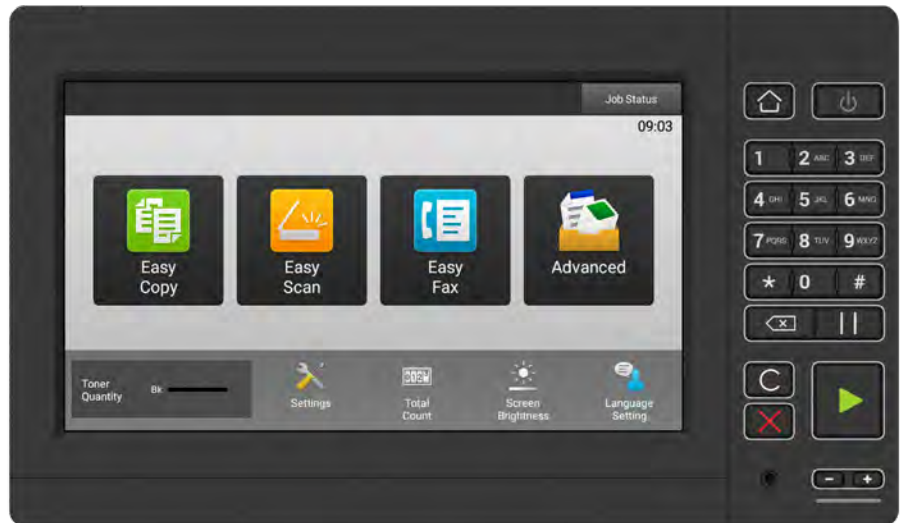 Job Status
09:03
Easy
Copy
Easy
Scan
Easy
Fax
Advanced
Toner
Quantity
Bk
Settings
Total
Count
Screen
Brightness
Language
Setting
1 2 ABC 3 DEF
4 GHI 5 JKL 6 MNO
7 PQRS 8 TUV 9 WXYZ
* 0 #
C
- +